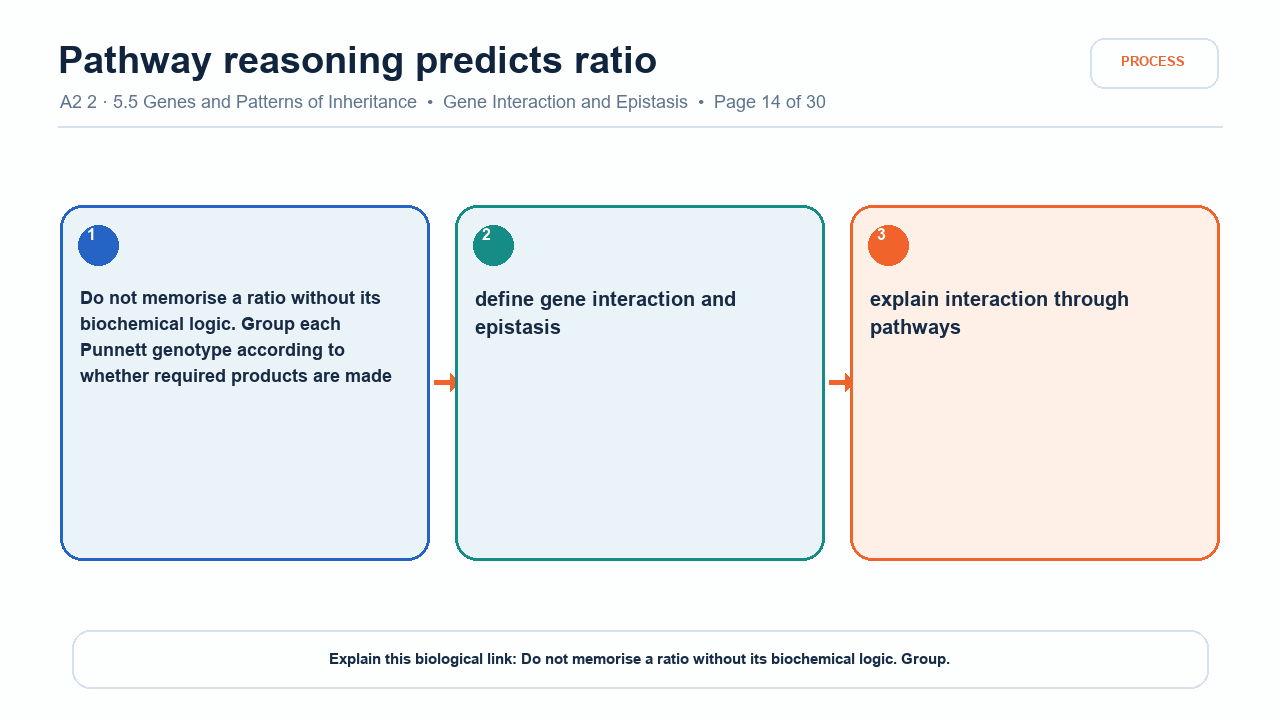 Pathway reasoning predicts ratio
PROCESS
A2 2 · 5.5 Genes and Patterns of Inheritance • Gene Interaction and Epistasis • Page 14 of 30
1
Do not memorise a ratio without its
biochemical logic. Group each
Punnett genotype according to
whether required products are made
2
define gene interaction and
epistasis
3
explain interaction through
pathways
Explain this biological link: Do not memorise a ratio without its biochemical logic. Group.